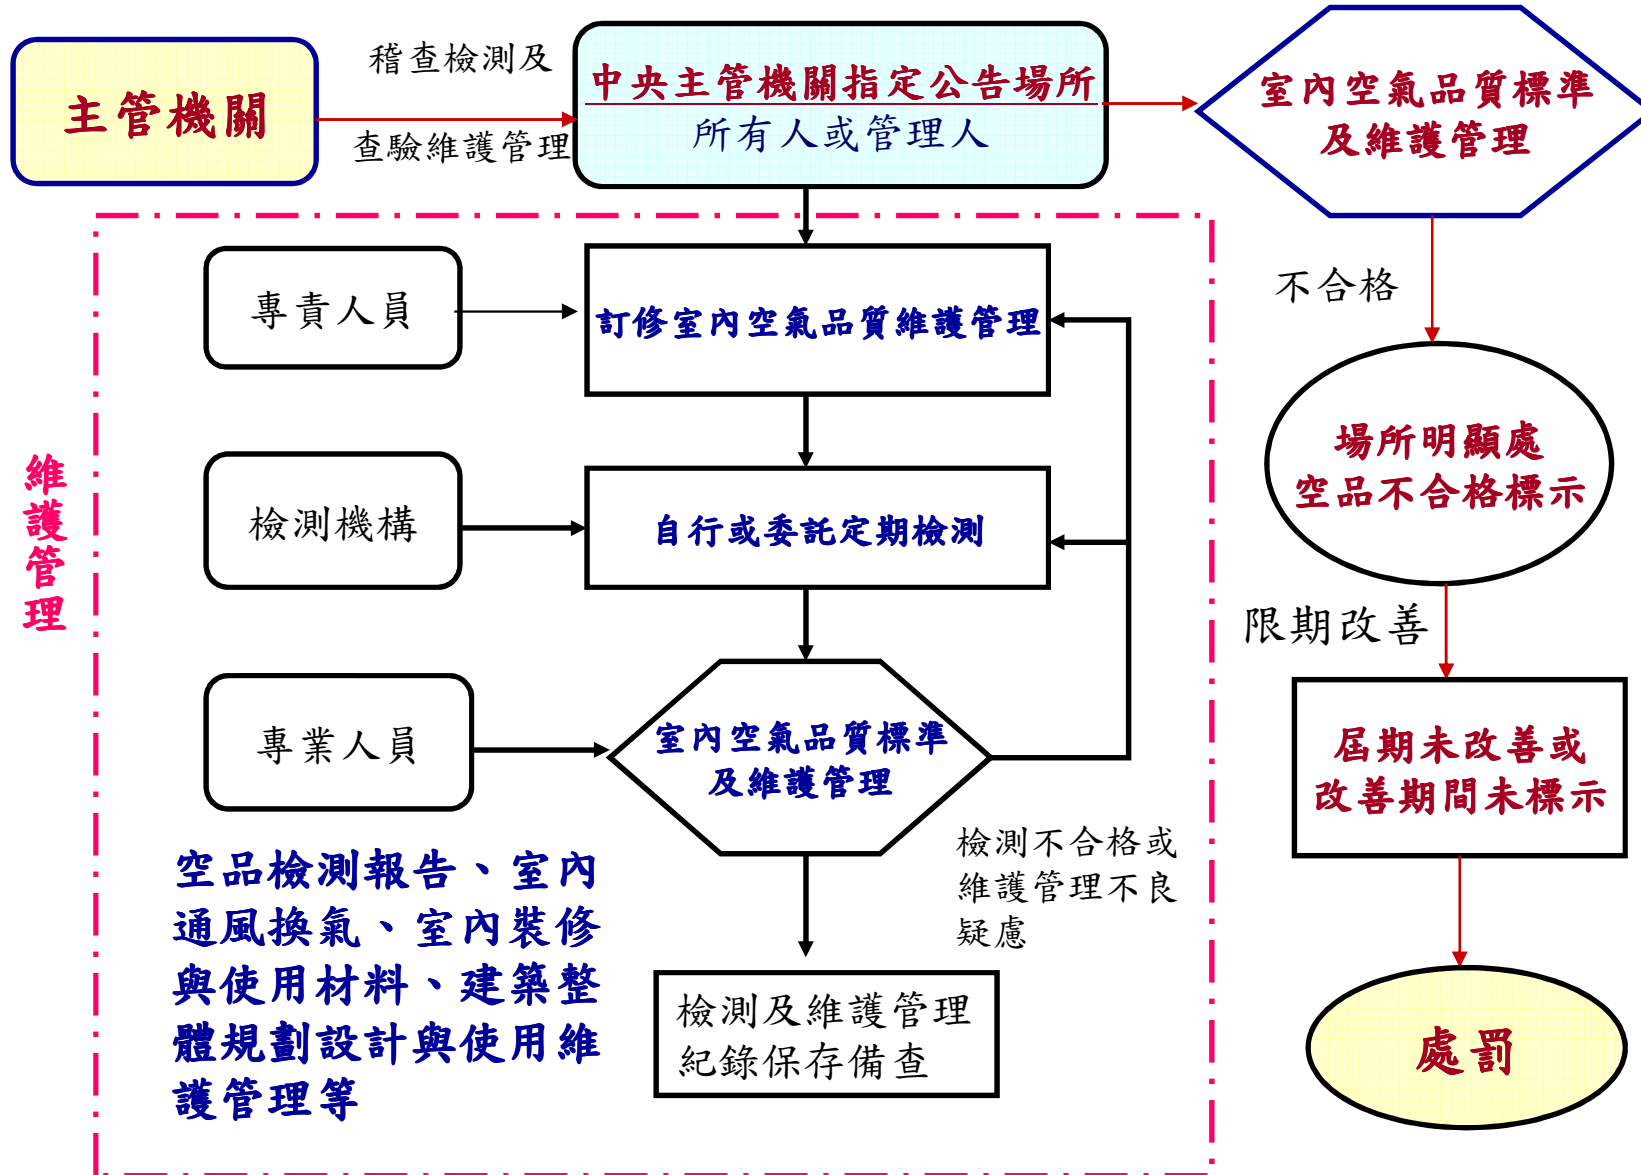 主管機關
稽查檢測及
查驗維護管理
中央主管機關指定公告場所
所有人或管理人
室內空氣品質標準
及維護管理
維護管理
專責人員
訂修室內空氣品質維護管理
檢測機構
自行或委託定期檢測
專業人員
室內空氣品質標準
及維護管理
檢測不合格或
維護管理不良
疑慮
空品檢測報告、室內
通風換氣、室內裝修
與使用材料、建築整
體規劃設計與使用維
護管理等
檢測及維護管理
紀錄保存備查
不合格
場所明顯處
空品不合格標示
限期改善
屆期未改善或
改善期間未標示
處罰